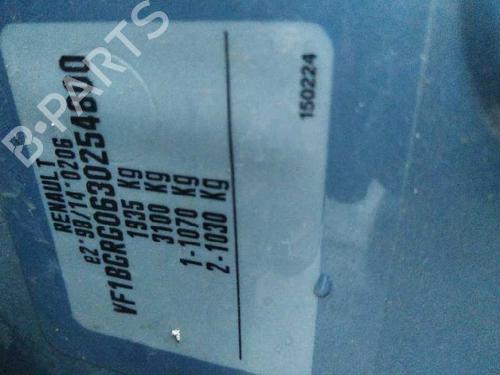 RENAULT
e2*98/14*0206
VF1BGRG0630254800
1935 Kg
3100 Kg
1-1070 Kg
2-1030 Kg
150224
B-PARTS